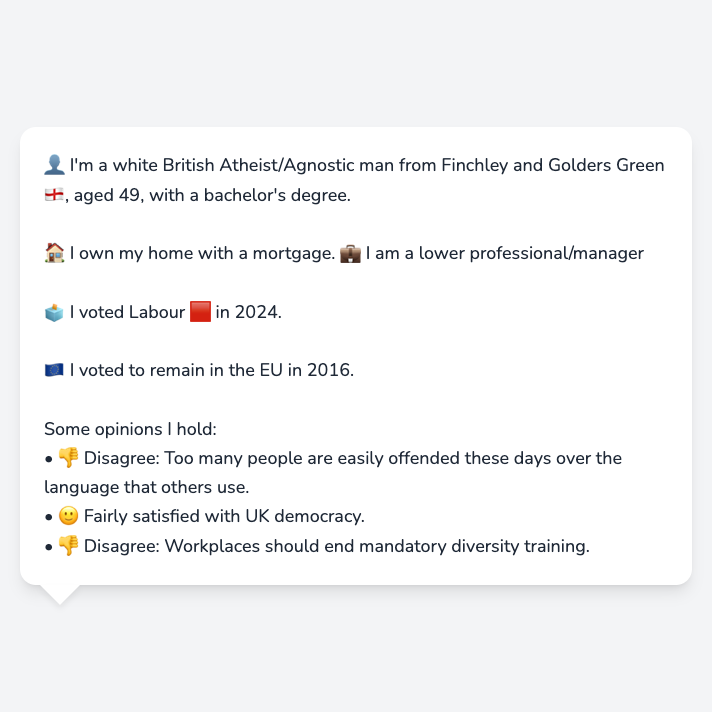 👤 I'm a white British Atheist/Agnostic man from Finchley and Golders Green
🏴󠁧󠁢󠁥󠁮󠁧󠁿, aged 49, with a bachelor's degree.
🏠 I own my home with a mortgage. 💼 I am a lower professional/manager
🗳️ I voted Labour 🟥 in 2024.
🇪🇺 I voted to remain in the EU in 2016.
Some opinions I hold:
• 👎 Disagree: Too many people are easily offended these days over the
language that others use.
• 🙂 Fairly satisfied with UK democracy.
• 👎 Disagree: Workplaces should end mandatory diversity training.